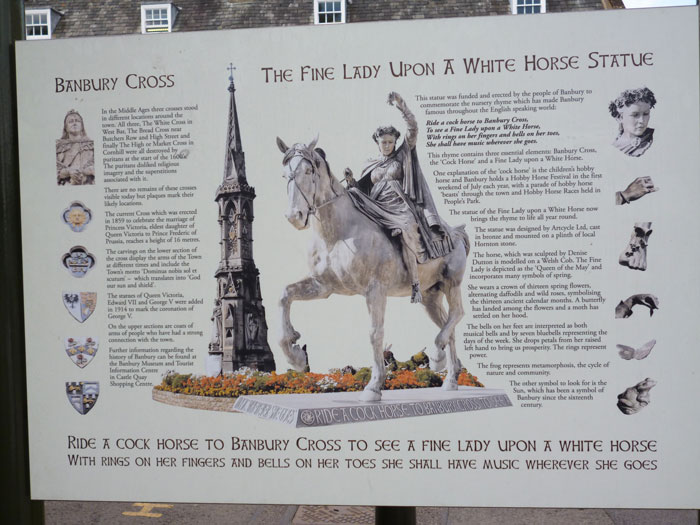 BANBURY CROSS
In the Middle Ages three crosses stood
in different locations around the
town. All three, The White Cross in
West Bar, The Bread Cross near
Butchers Row and High Street and
finally The High or Market Cross in
Cornhill were all destroyed by
puritans at the start of the 1600s.
The puritans disliked religious
imagery and the superstitions
associated with it.
There are no remains of these crosses
visible today but plaques mark their
likely locations.
The current Cross which was erected
in 1859 to celebrate the marriage of
Princess Victoria, eldest daughter of
Queen Victoria to Prince Frederic of
Prussia, reaches a height of 16 metres.
The carvings on the lower section of
the cross display the arms of the Town
at different times and include the
Town's motto 'Dominus nobis sol et
scutum' – which translates into 'God
our sun and shield'.
The statues of Queen Victoria,
Edward VII and George V were added
in 1914 to mark the coronation of
George V.
On the upper sections are coats of
arms of people who have had a strong
connection with the town.
Further information regarding the
history of Banbury can be found at
the Banbury Museum and Tourist
Information Centre
in Castle Quay
Shopping Centre.
THE FINE LADY UPON A WHITE HORSE STATUE
This statue was funded and erected by the people of Banbury to
commemorate the nursery rhyme which has made Banbury
famous throughout the English speaking world:
Ride a cock horse to Banbury Cross,
To see a Fine Lady upon a White Horse,
With rings on her fingers and bells on her toes,
She shall have music wherever she goes.
This rhyme contains three essential elements: Banbury Cross,
the 'Cock Horse' and a Fine Lady upon a White Horse.
One explanation of the 'cock horse' is the children's hobby
horse and Banbury holds a Hobby Horse Festival in the first
weekend of July each year, with a parade of hobby horse
'beasts' through the town and Hobby Horse Races held in
People's Park.
The statue of the Fine Lady upon a White Horse now
brings the rhyme to life all year round.
The statue was designed by Artcycle Ltd, cast
in bronze and mounted on a plinth of local
Hornton stone.
The horse, which was sculpted by Denise
Dutton is modelled on a Welsh Cob. The Fine
Lady is depicted as the 'Queen of the May' and
incorporates many symbols of spring.
She wears a crown of thirteen spring flowers,
alternating daffodils and wild roses, symbolising
the thirteen ancient calendar months. A butterfly
has landed among the flowers and a moth has
settled on her hood.
The bells on her feet are interpreted as both
musical bells and by seven bluebells representing the
days of the week. She drops petals from her raised
left hand to bring us prosperity. The rings represent
power.
The frog represents metamorphosis, the cycle of
nature and community.
The other symbol to look for is the
Sun, which has been a symbol of
Banbury since the sixteenth
century.
RIDE A COCK HORSE TO BANBURY CROSS
RIDE A COCK HORSE TO BANBURY CROSS TO SEE A FINE LADY UPON A WHITE HORSE
WITH RINGS ON HER FINGERS AND BELLS ON HER TOES SHE SHALL HAVE MUSIC WHEREVER SHE GOES